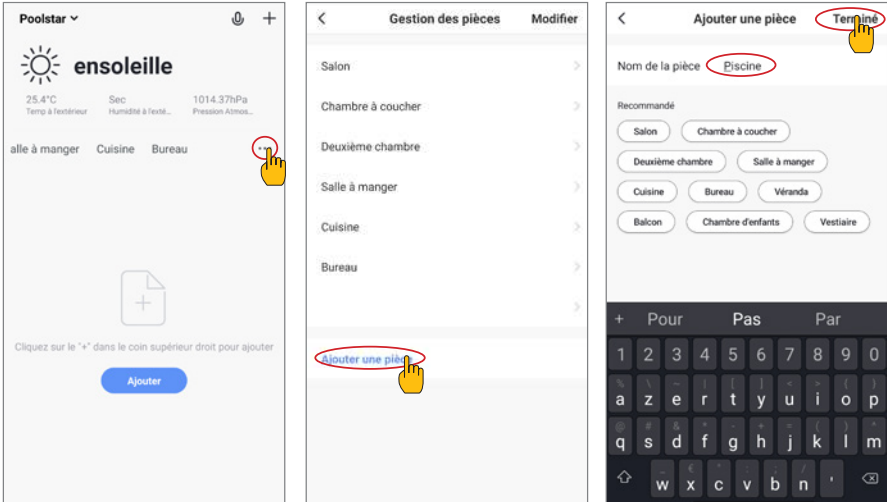 Poolstar
+
ensoleille
25.4°C Sec 1014.37hPa
Temp à l'extérieur Humidité à l'exté... Pression Atmos...
alle à manger Cuisine Bureau
Cliquez sur le "+" dans le coin supérieur droit pour ajouter
Ajouter
< Gestion des pièces Modifier
Salon >
Chambre à coucher >
Deuxième chambre >
Salle à manger >
Cuisine >
Bureau >
>
Ajouter une pièce
< Ajouter une pièce Terminé
Nom de la pièce Piscine
Recommandé
Salon Chambre à coucher
Deuxième chambre Salle à manger
Cuisine Bureau Véranda
Balcon Chambre d'enfants Vestiaire
+ Pour Pas Par
1 2 3 4 5 6 7 8 9 0
a z e r t y u i o p
q s d f g h j k l m
w x c v b n '